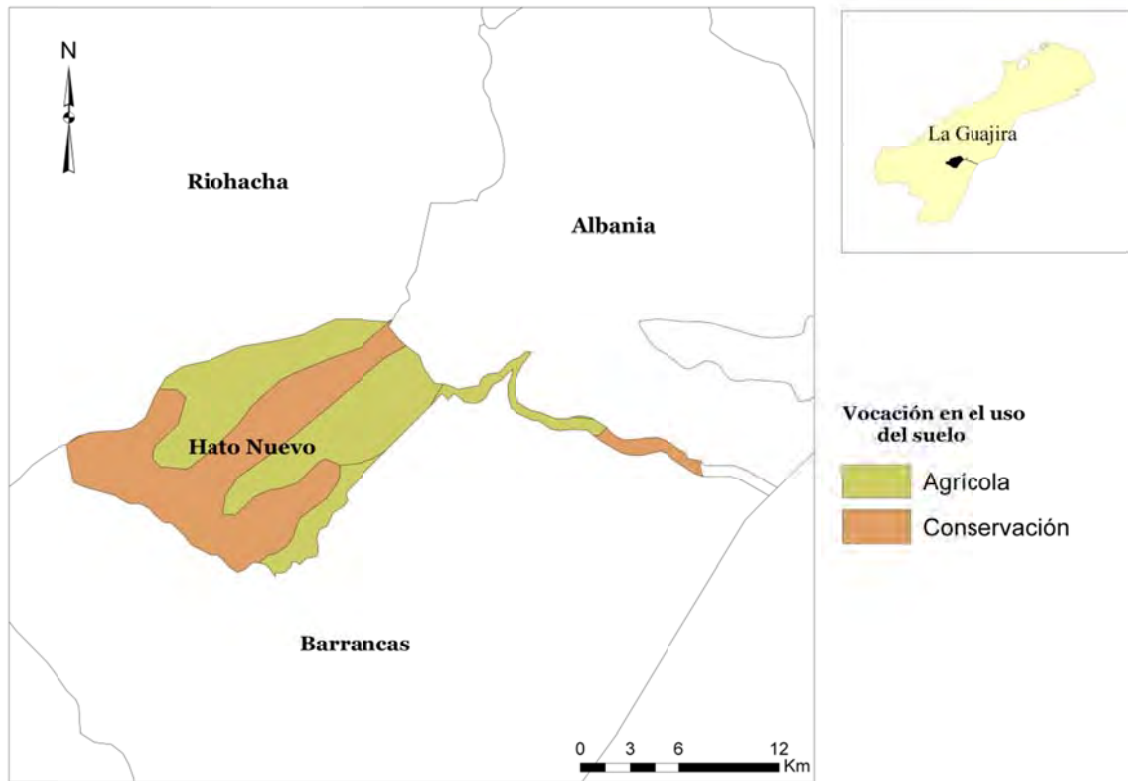 N
Riohacha
Albania
Hato Nuevo
Barrancas
0 3 6 12
Km
La Guajira
Vocación en el uso
del suelo
Agrícola
Conservación